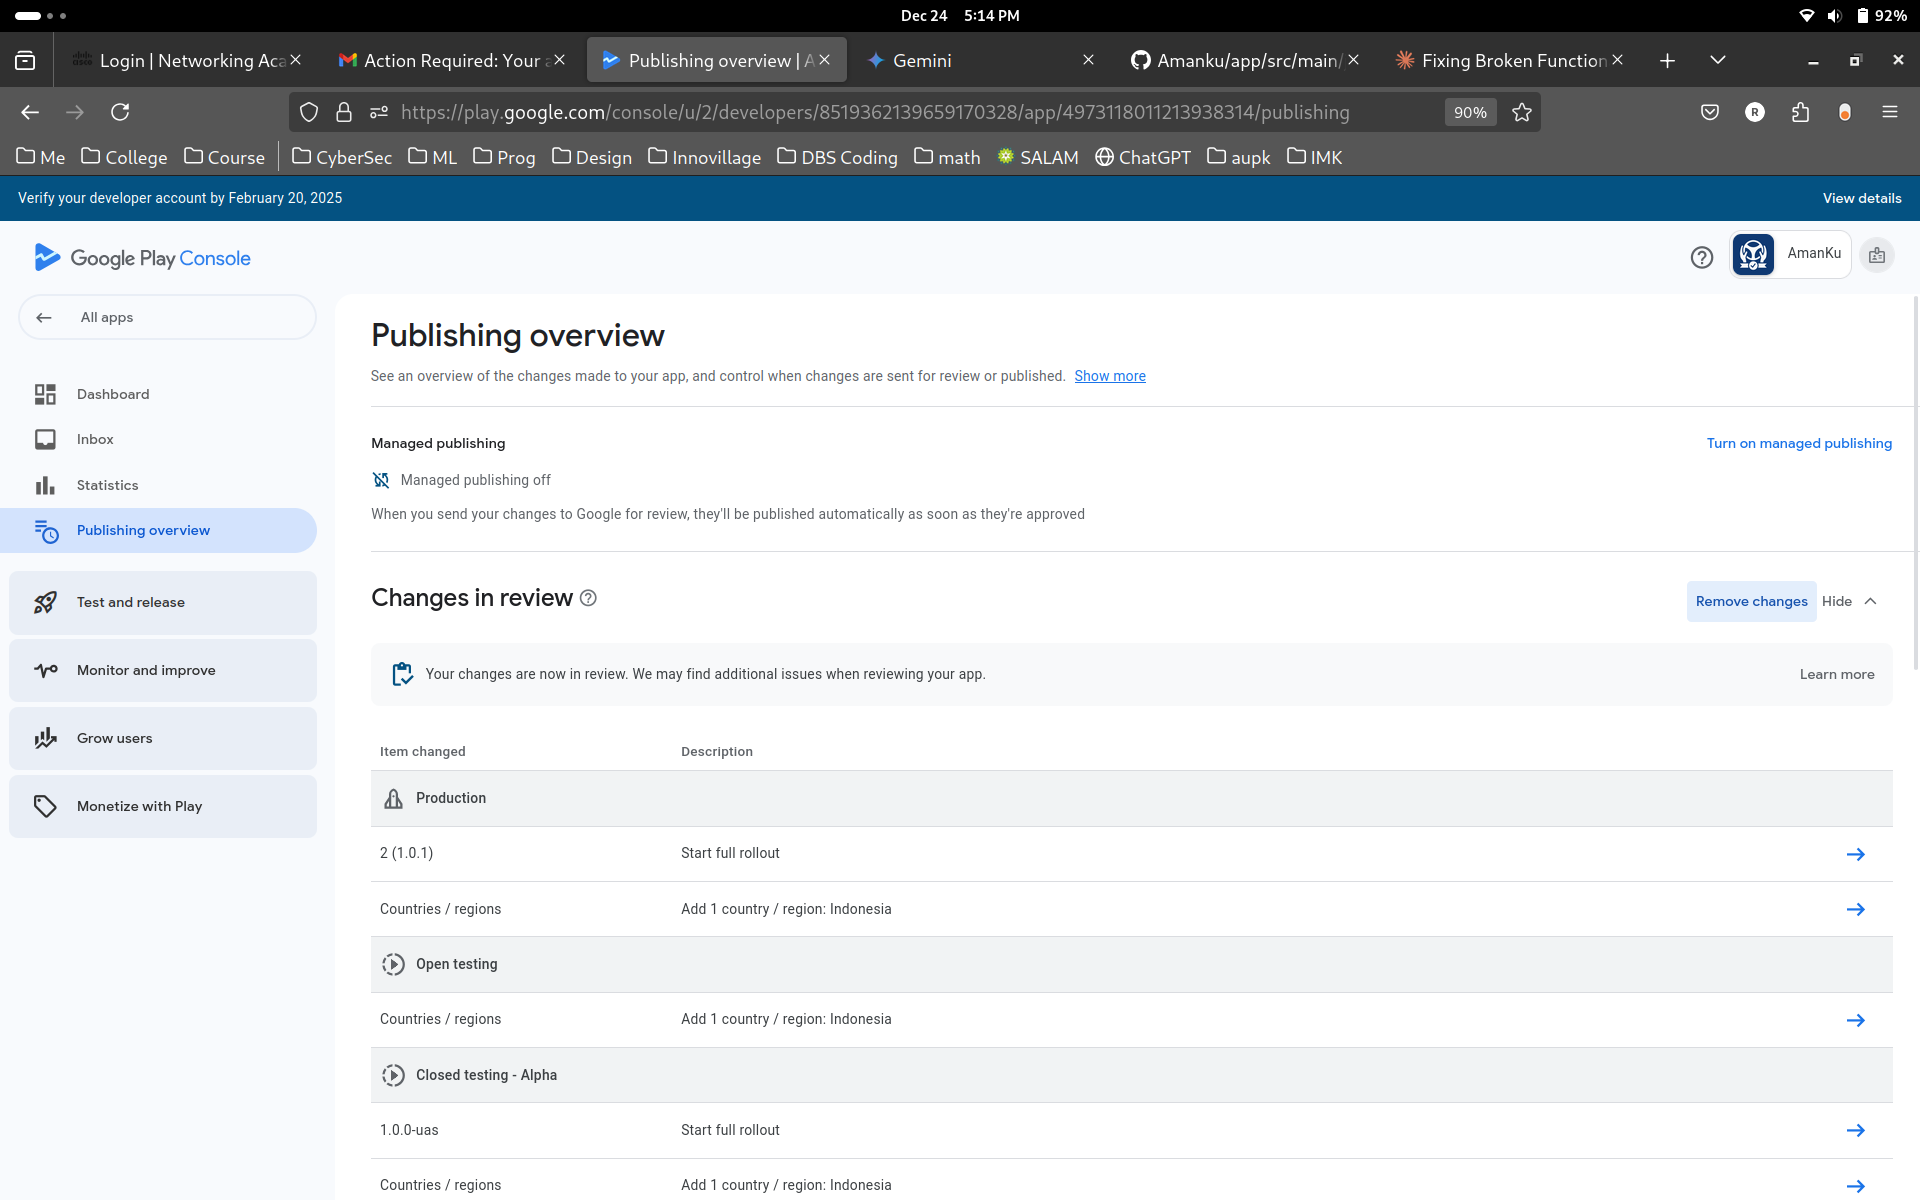 Dec 24 5:14 PM
92%
Login | Networking Aca
Action Required: Your a
Publishing overview | A
Gemini
Amanku/app/src/main/
Fixing Broken Function
https://play.google.com/console/u/2/developers/8519362139659170328/app/4973118011213938314/publishing
90%
R
Me
College
Course
CyberSec
ML
Prog
Design
Innovillage
DBS Coding
math
SALAM
ChatGPT
aupk
IMK
Verify your developer account by February 20, 2025
View details
Google Play Console
AmanKu
All apps
Dashboard
Inbox
Statistics
Publishing overview
Test and release
Monitor and improve
Grow users
Monetize with Play
Publishing overview
See an overview of the changes made to your app, and control when changes are sent for review or published. Show more
Managed publishing
Turn on managed publishing
Managed publishing off
When you send your changes to Google for review, they'll be published automatically as soon as they're approved
Changes in review
Remove changes
Hide
Your changes are now in review. We may find additional issues when reviewing your app.
Learn more
Item changed Description
Production
2 (1.0.1) Start full rollout
Countries / regions Add 1 country / region: Indonesia
Open testing
Countries / regions Add 1 country / region: Indonesia
Closed testing - Alpha
1.0.0-uas Start full rollout
Countries / regions Add 1 country / region: Indonesia